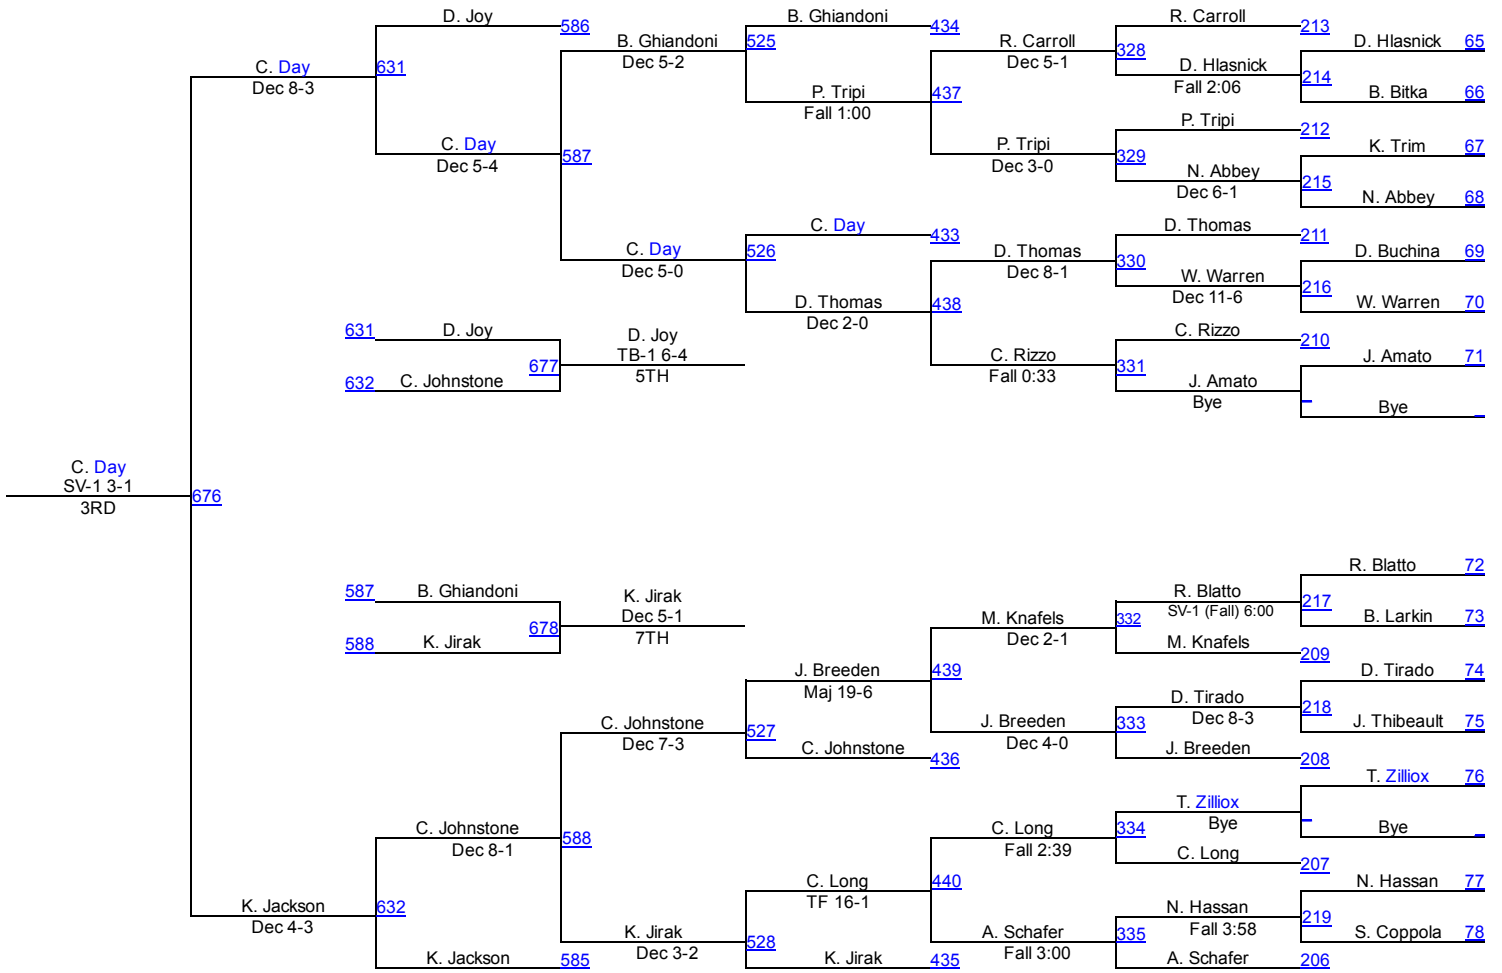 D. Joy
586
B. Ghiandoni
434
R. Carroll
213
B. Ghiandoni
525
R. Carroll
D. Hlasnick
65
Dec 5-2
Dec 5-1
328
C. Day
631
D. Hlasnick
214
Dec 8-3
Fall 2:06
P. Tripi
437
B. Bitka
66
Fall 1:00
P. Tripi
212
C. Day
587
P. Tripi
329
K. Trim
67
Dec 5-4
Dec 3-0
N. Abbey
215
Dec 6-1
N. Abbey
68
C. Day
433
D. Thomas
211
C. Day
526
D. Thomas
330
D. Buchina
69
Dec 5-0
Dec 8-1
W. Warren
216
Dec 11-6
D. Thomas
438
W. Warren
70
Dec 2-0
631
D. Joy
D. Joy
C. Rizzo
210
TB-1 6-4
677
5TH
C. Rizzo
331
J. Amato
71
Fall 0:33
632
C. Johnstone
J. Amato
Bye
Bye
C. Day
SV-1 3-1
676
3RD
R. Blatto
72
587
B. Ghiandoni
K. Jirak
R. Blatto
217
Dec 5-1
SV-1 (Fall) 6:00
678
7TH
M. Knafels
332
B. Larkin
73
Dec 2-1
588
K. Jirak
M. Knafels
209
J. Breeden
439
D. Tirado
74
Maj 19-6
D. Tirado
218
Dec 8-3
C. Johnstone
527
J. Breeden
333
J. Thibeault
75
Dec 7-3
Dec 4-0
C. Johnstone
436
J. Breeden
208
T. Zilliox
76
T. Zilliox
Bye
C. Johnstone
588
C. Long
334
Bye
Dec 8-1
Fall 2:39
C. Long
207
C. Long
440
N. Hassan
77
TF 16-1
K. Jackson
632
N. Hassan
219
Dec 4-3
Fall 3:58
K. Jirak
528
A. Schafer
335
S. Coppola
78
Dec 3-2
Fall 3:00
K. Jackson
585
K. Jirak
435
A. Schafer
206